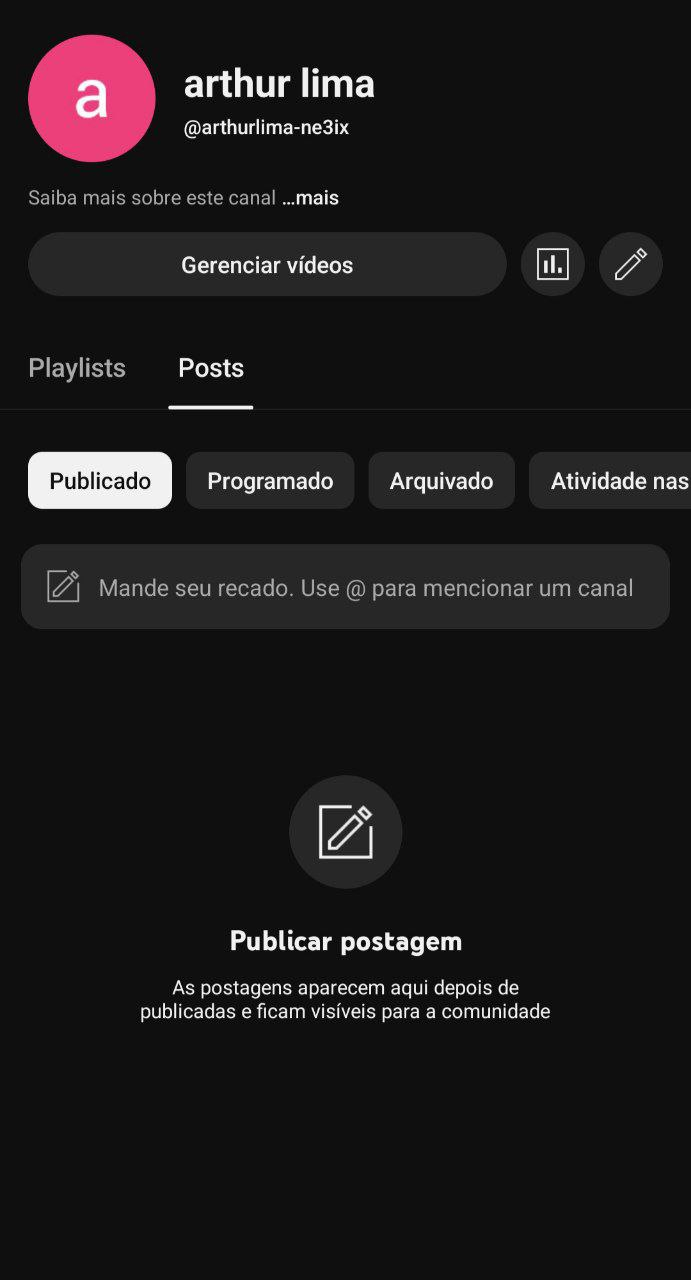 a
arthur lima
@arthurlima-ne3ix
Saiba mais sobre este canal ...mais
Gerenciar vídeos
Playlists Posts
Publicado Programado Arquivado Atividade nas
Mande seu recado. Use @ para mencionar um canal
Publicar postagem
As postagens aparecem aqui depois de
publicadas e ficam visíveis para a comunidade